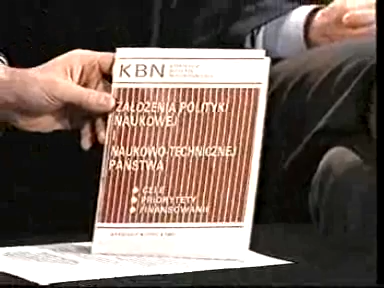 KBN
ZAŁOŻENIA POLITYKI
NAUKOWEJ I
NAUKOWO-TECHNICZNEJ
PAŃSTWA
CELE
PRIORYTETY
FINANSOWANIE